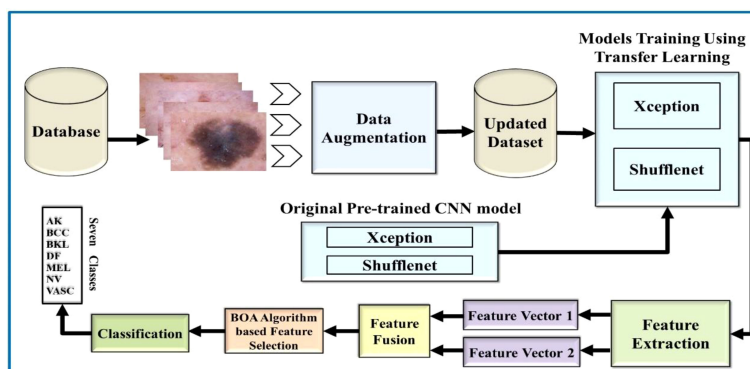 Models Training Using
Transfer Learning
Database
Data
Augmentation
Updated
Dataset
Xception
Shufflenet
Original Pre-trained CNN model
Xception
Shufflenet
AK
BCC
BKL
DF
MEL
NV
VASC
Seven Classes
Classification
BOA Algorithm
based Feature
Selection
Feature
Fusion
Feature Vector 1
Feature Vector 2
Feature
Extraction